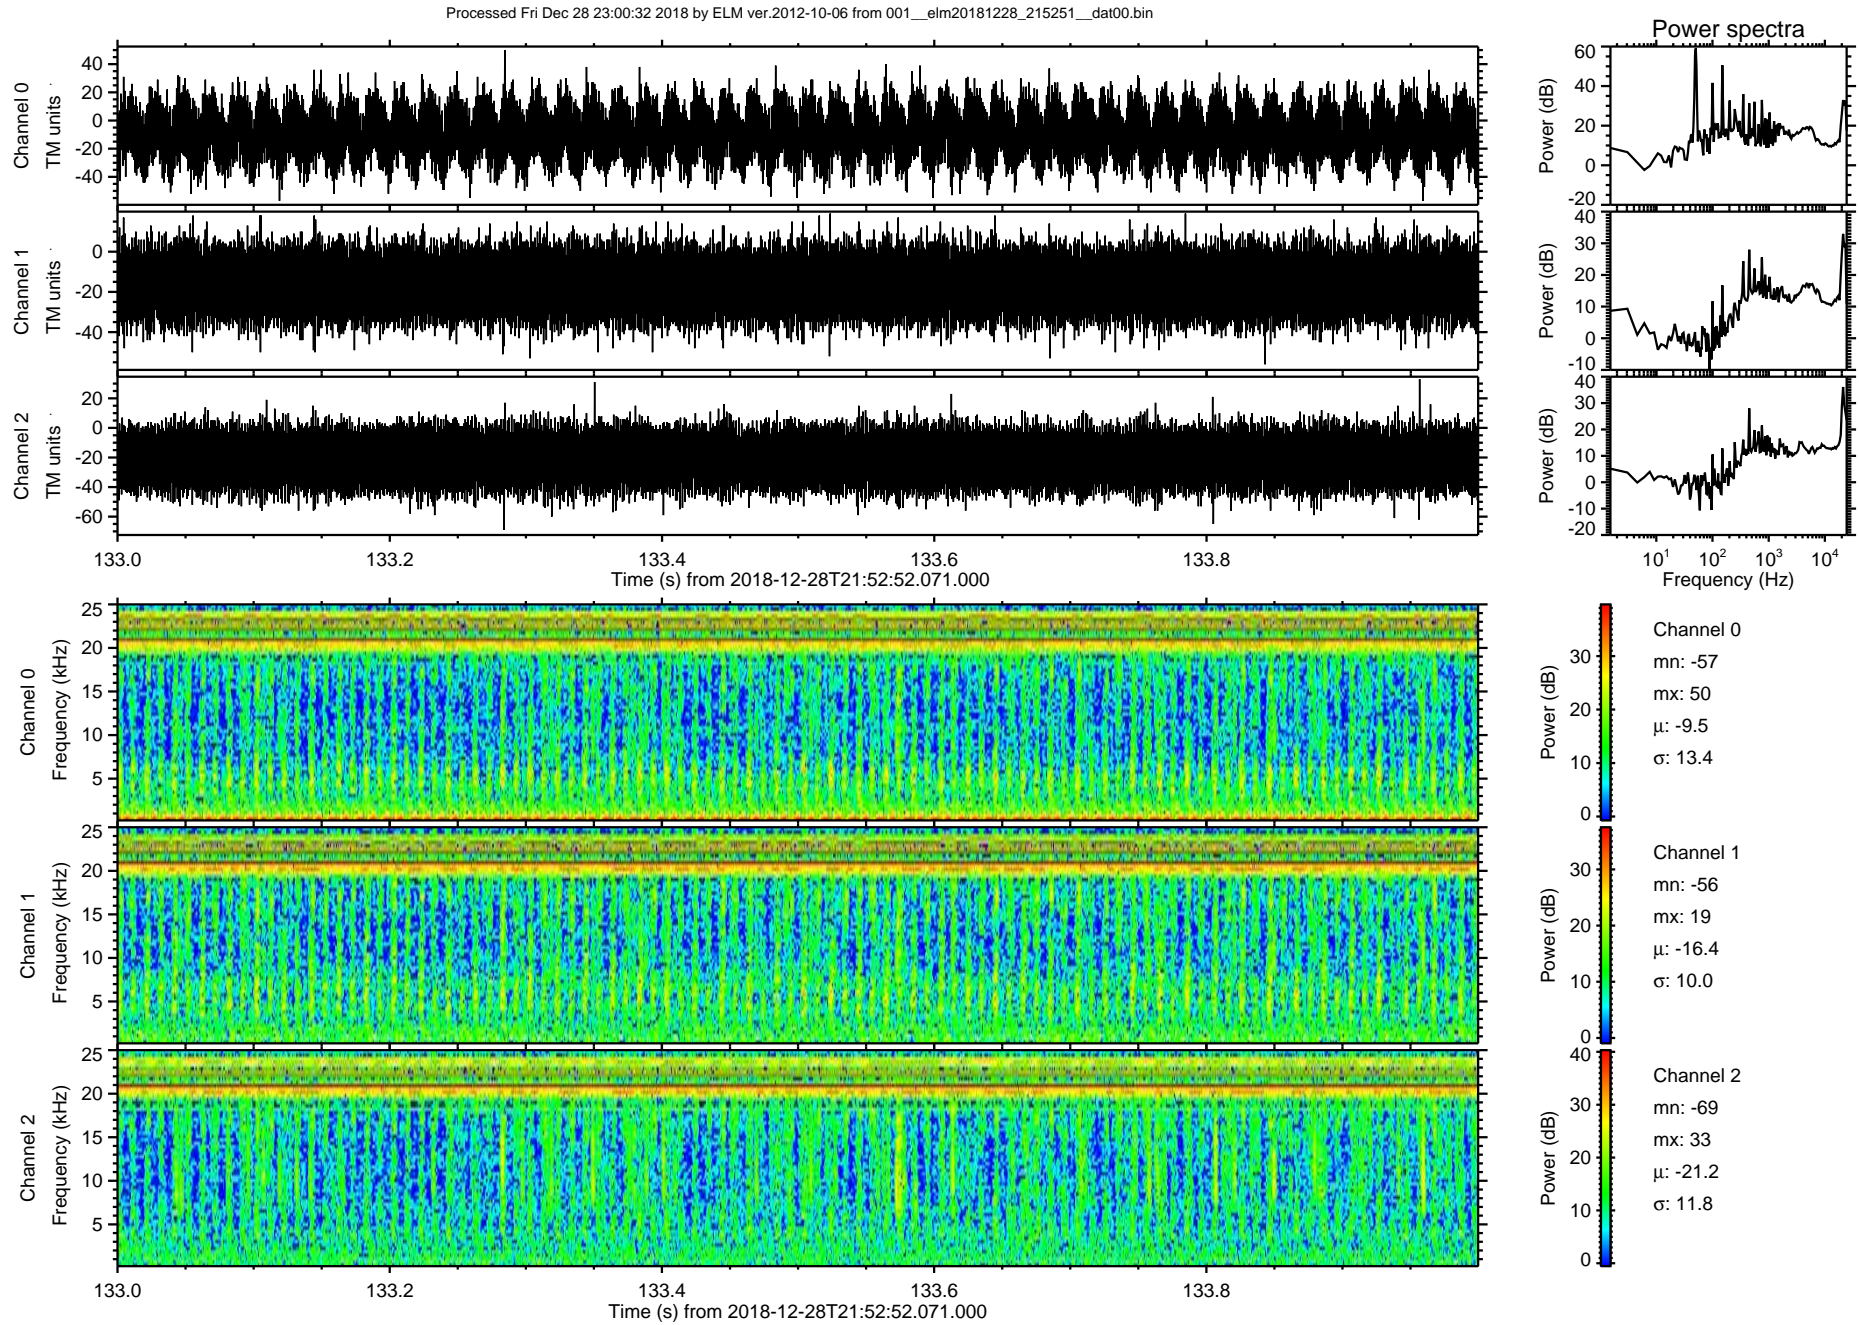 Processed Fri Dec 28 23:00:32 2018 by ELM ver.2012-10-06 from 001__elm20181228_215251__dat00.bin
Power spectra
Channel 0
TM units
40
20
0
-20
-40
Power (dB)
60
40
20
0
-20
Channel 1
TM units
0
-20
-40
Power (dB)
40
30
20
10
0
-10
Channel 2
TM units
20
0
-20
-40
-60
Power (dB)
40
30
20
10
0
-10
-20
133.0 133.2 133.4 133.6 133.8
Time (s) from 2018-12-28T21:52:52.071.000
10¹ 10² 10³ 10⁴
Frequency (Hz)
Channel 0
Frequency (kHz)
25
20
15
10
5
Power (dB)
30
20
10
0
Channel 0
mn: -57
mx: 50
µ: -9.5
σ: 13.4
Channel 1
Frequency (kHz)
25
20
15
10
5
Power (dB)
30
20
10
0
Channel 1
mn: -56
mx: 19
µ: -16.4
σ: 10.0
Channel 2
Frequency (kHz)
25
20
15
10
5
Power (dB)
40
30
20
10
0
Channel 2
mn: -69
mx: 33
µ: -21.2
σ: 11.8
133.0 133.2 133.4 133.6 133.8
Time (s) from 2018-12-28T21:52:52.071.000